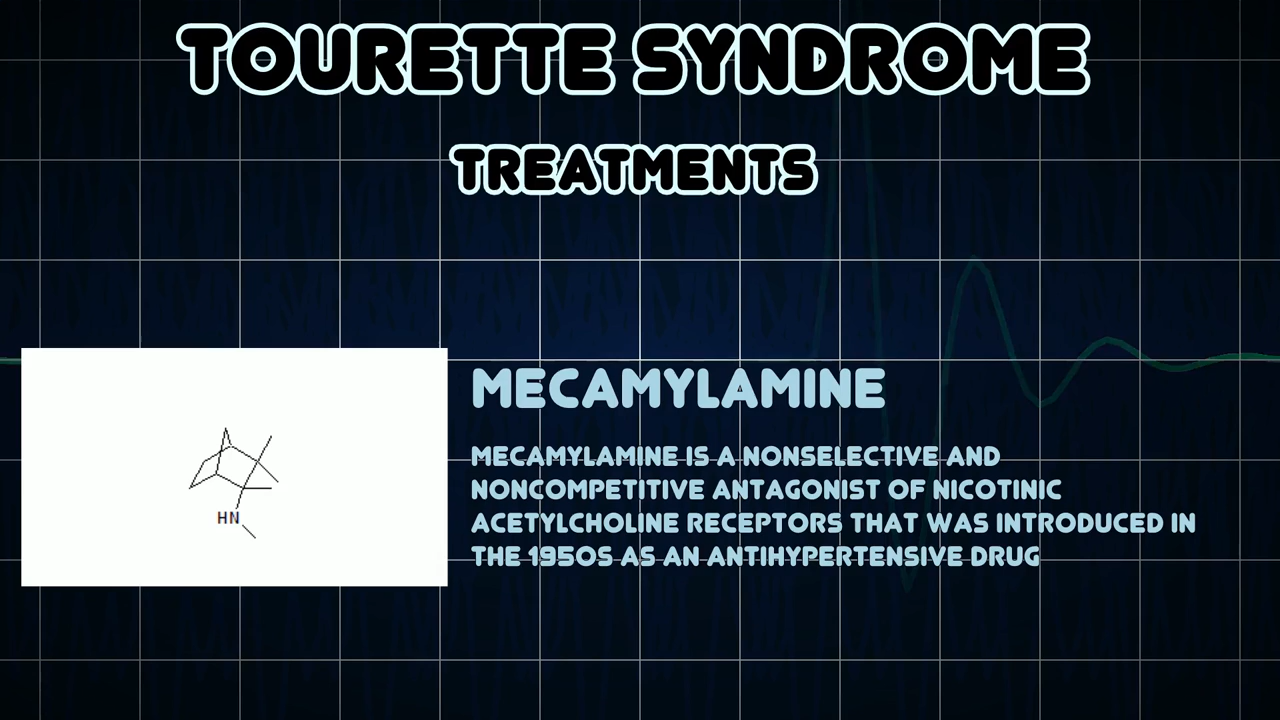 TOURETTE SYNDROME
TREATMENTS
MECAMYLAMINE
MECAMYLAMINE IS A NONSELECTIVE AND
NONCOMPETITIVE ANTAGONIST OF NICOTINIC
ACETYLCHOLINE RECEPTORS THAT WAS INTRODUCED IN
THE 1950S AS AN ANTIHYPERTENSIVE DRUG
HN